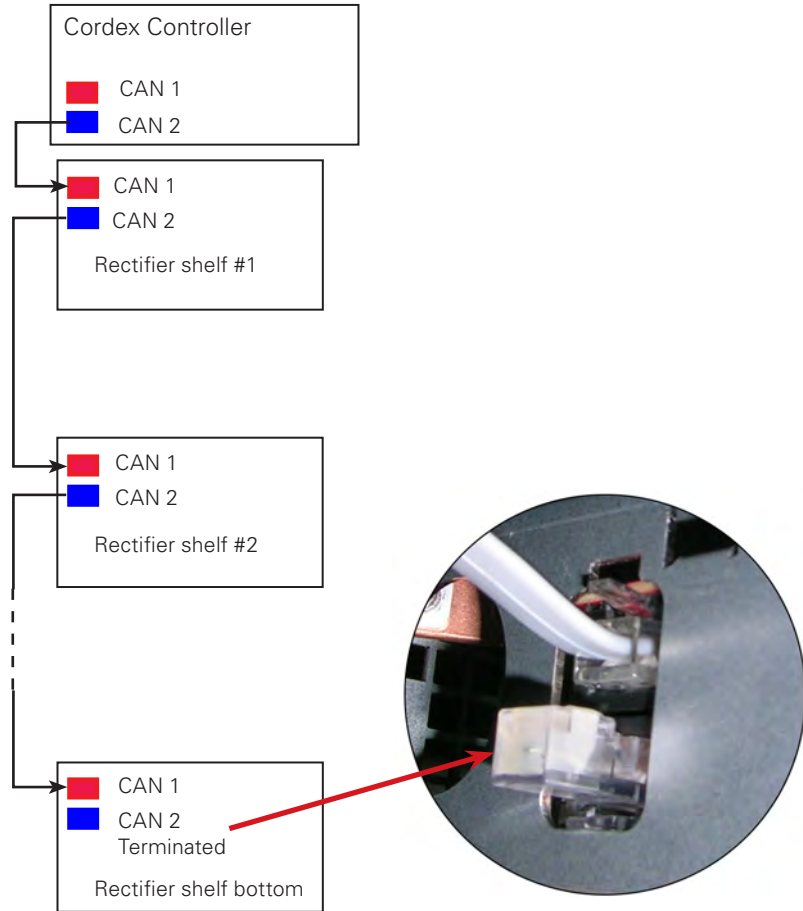 Cordex Controller
CAN 1
CAN 2
CAN 1
CAN 2
Rectifier shelf #1
CAN 1
CAN 2
Rectifier shelf #2
CAN 1
CAN 2
Terminated
Rectifier shelf bottom